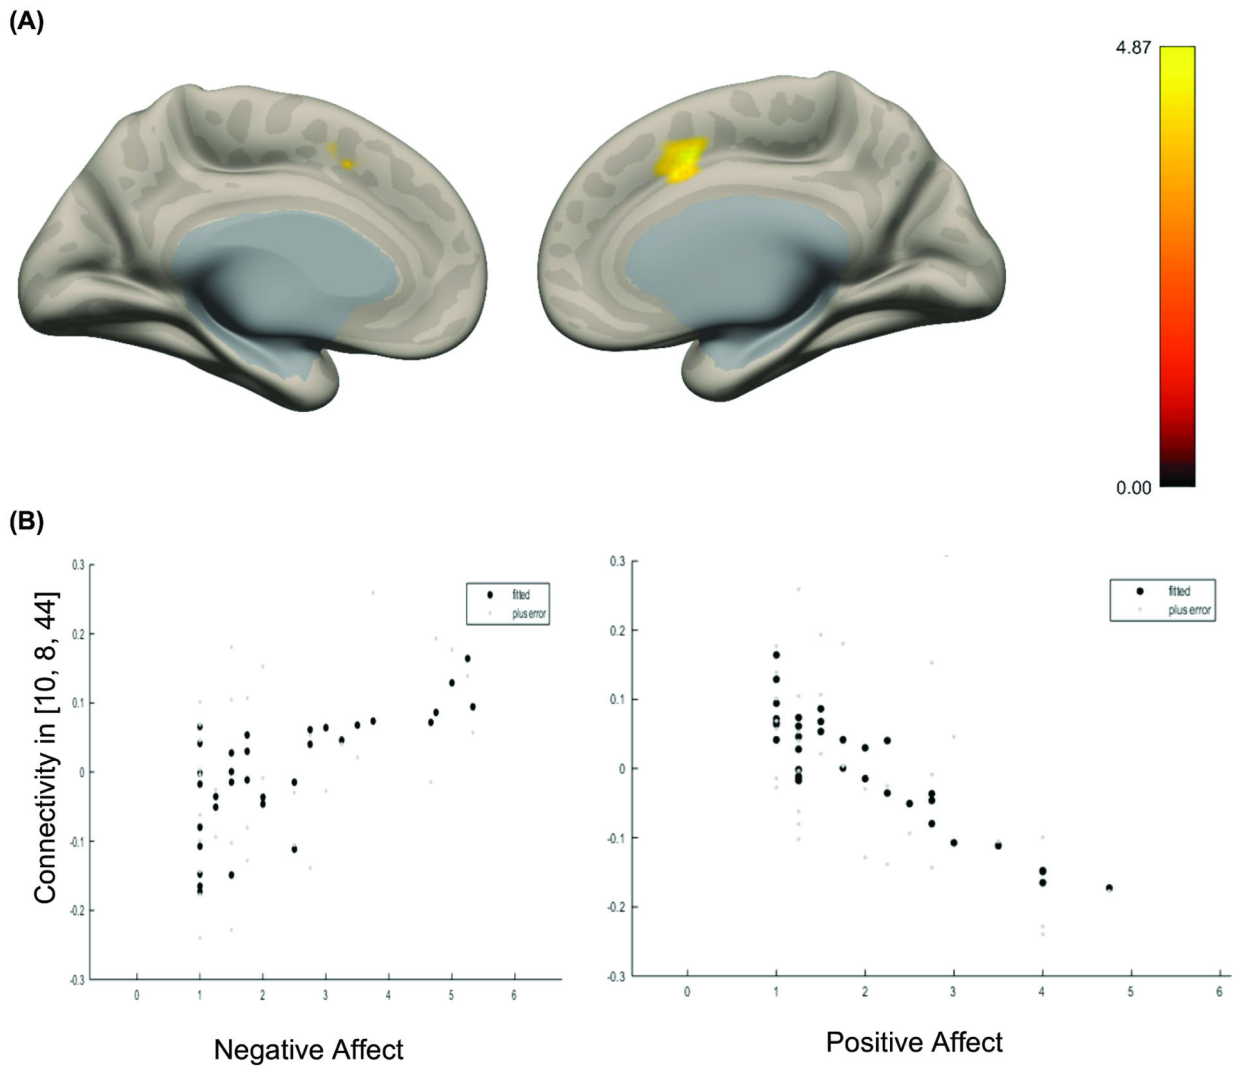 (A)
4.87
0.00
(B)
Connectivity in [10, 8, 44]
0.3
0.2
0.1
0
-0.1
-0.2
-0.3
fitted
plus error
0 1 2 3 4 5 6
Negative Affect
0.3
0.2
0.1
0
-0.1
-0.2
-0.3
fitted
plus error
0 1 2 3 4 5 6
Positive Affect